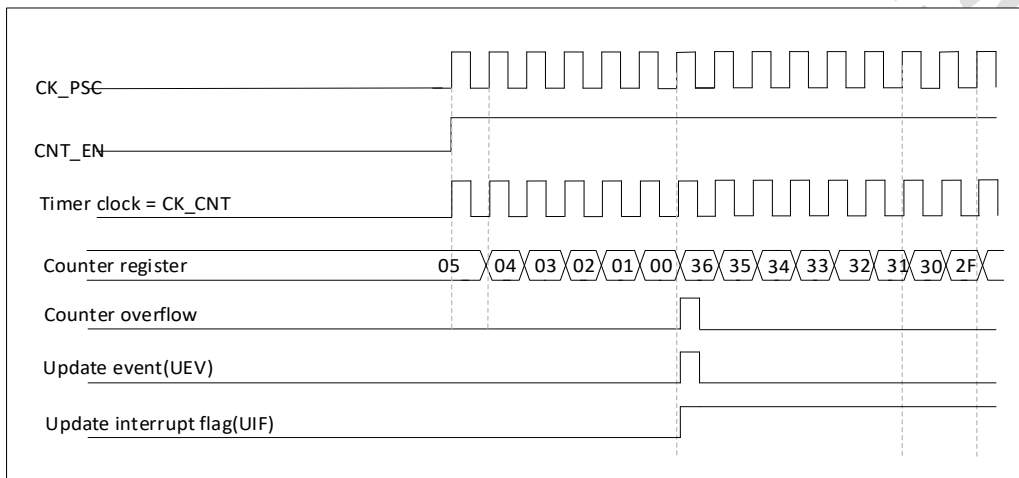 CK_PSC
CNT_EN
Timer clock = CK_CNT
Counter register 05 04 03 02 01 00 36 35 34 33 32 31 30 2F
Counter overflow
Update event(UEV)
Update interrupt flag(UIF)